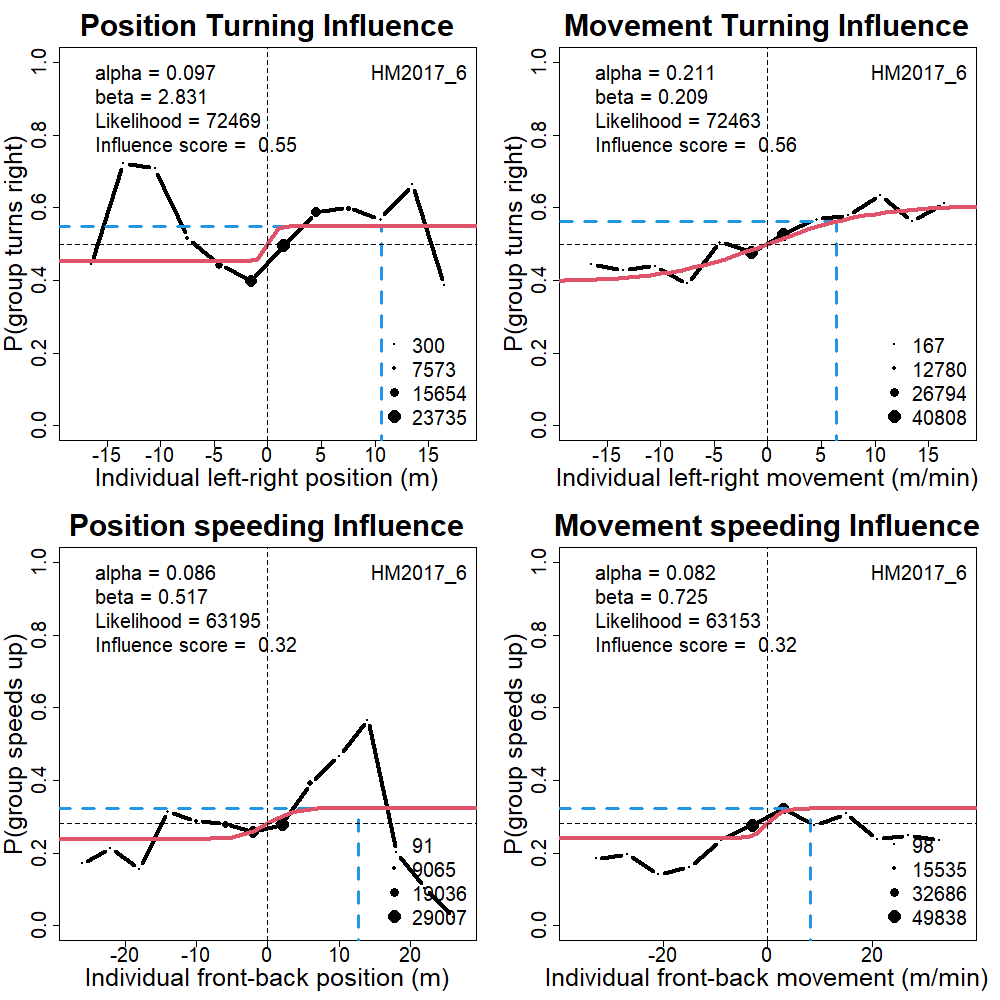 Position Turning Influence
P(group turns right)
1.0
0.8
0.6
0.4
0.2
0.0
alpha = 0.097
beta = 2.831
Likelihood = 72469
Influence score = 0.55
HM2017_6
300
7573
15654
23735
-15 -10 -5 0 5 10 15
Individual left-right position (m)
Movement Turning Influence
P(group turns right)
1.0
0.8
0.6
0.4
0.2
0.0
alpha = 0.211
beta = 0.209
Likelihood = 72463
Influence score = 0.56
HM2017_6
167
12780
26794
40808
-15 -10 -5 0 5 10 15
Individual left-right movement (m/min)
Position speeding Influence
P(group speeds up)
1.0
0.8
0.6
0.4
0.2
0.0
alpha = 0.086
beta = 0.517
Likelihood = 63195
Influence score = 0.32
HM2017_6
91
9065
19036
29007
-20 -10 0 10 20
Individual front-back position (m)
Movement speeding Influence
P(group speeds up)
1.0
0.8
0.6
0.4
0.2
0.0
alpha = 0.082
beta = 0.725
Likelihood = 63153
Influence score = 0.32
HM2017_6
98
15535
32686
49838
-20 0 20
Individual front-back movement (m/min)